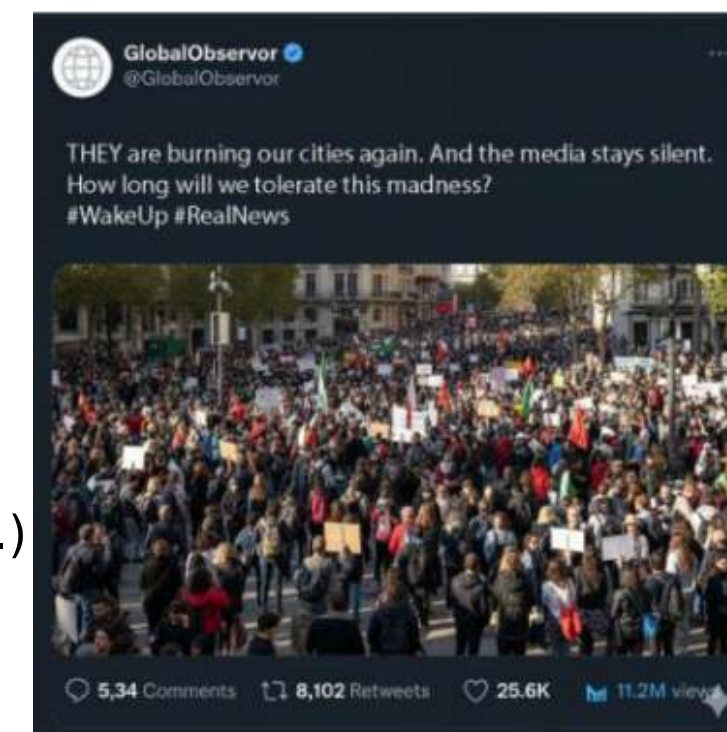 GlobalObservor
@GlobalObservor
THEY are burning our cities again. And the media stays silent.
How long will we tolerate this madness?
#WakeUp #RealNews
.)
5,34 Comments 8,102 Retweets 25.6K 11.2M views